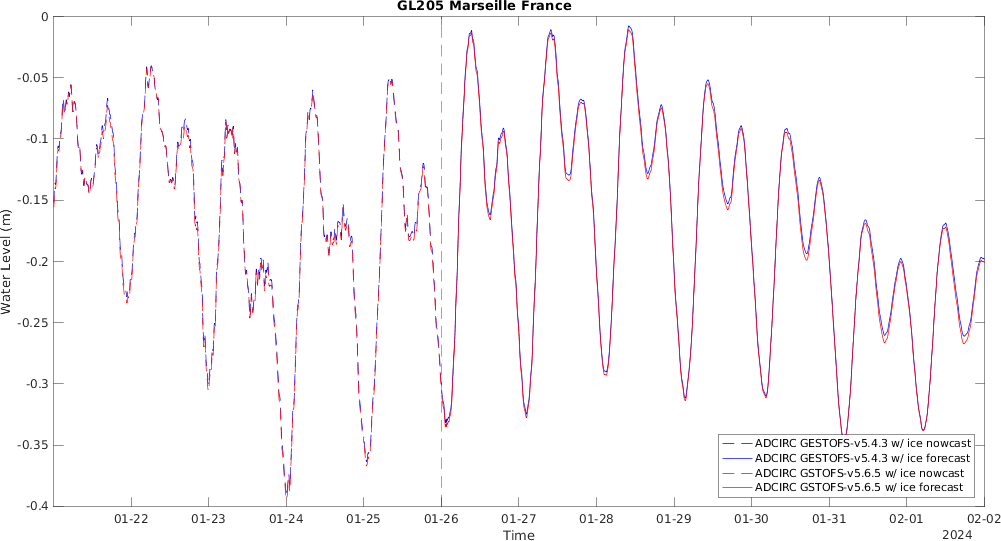 GL205 Marseille France
0
-0.05
-0.1
-0.15
-0.2
-0.25
-0.3
-0.35
-0.4
Water Level (m)
ADCIRC GESTOFS-v5.4.3 w/ ice nowcast
ADCIRC GESTOFS-v5.4.3 w/ ice forecast
ADCIRC GSTOFS-v5.6.5 w/ ice nowcast
ADCIRC GSTOFS-v5.6.5 w/ ice forecast
01-22 01-23 01-24 01-25 01-26 01-27 01-28 01-29 01-30 01-31 02-01 02-02
Time
2024